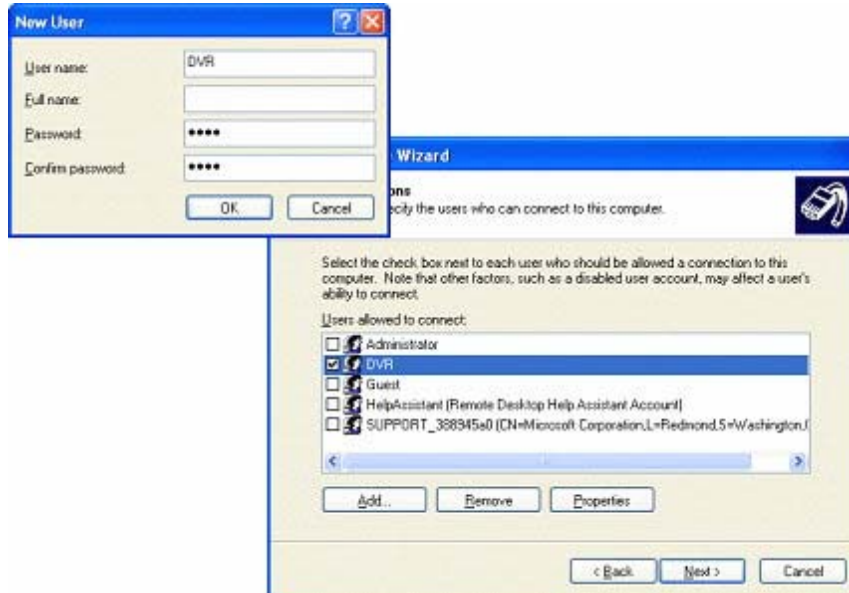 New User
User name:
DVR
Full name:
Password:
••••
Confirm password:
••••
OK
Cancel
Wizard
ons
ecify the users who can connect to this computer.
Select the check box next to each user who should be allowed a connection to this
computer. Note that other factors, such as a disabled user account, may affect a user's
ability to connect.
Users allowed to connect:
Administrator
DVR
Guest
HelpAssistant (Remote Desktop Help Assistant Account)
SUPPORT_388945a0 (CN=Microsoft Corporation,L=Redmond,S=Washington,
Add...
Remove
Properties
< Back
Next >
Cancel